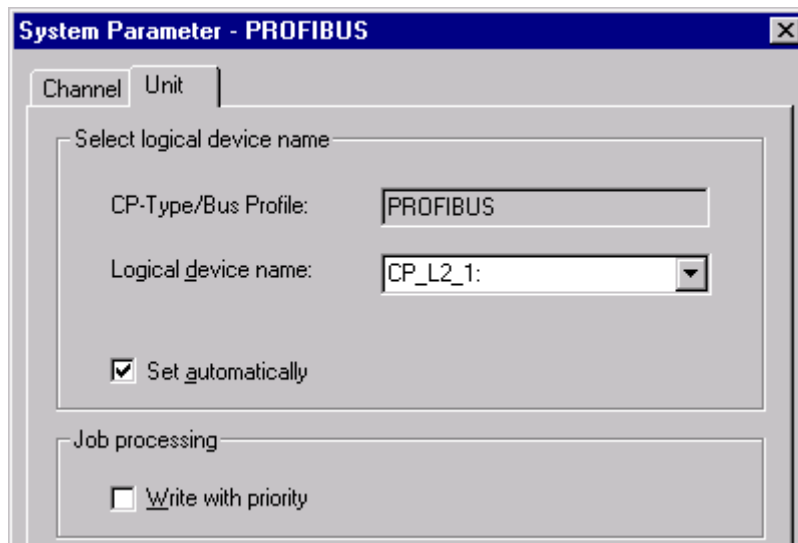 System Parameter - PROFIBUS
Channel Unit
Select logical device name
CP-Type/Bus Profile: PROFIBUS
Logical device name: CP_L2_1:
Set automatically
Job processing
Write with priority